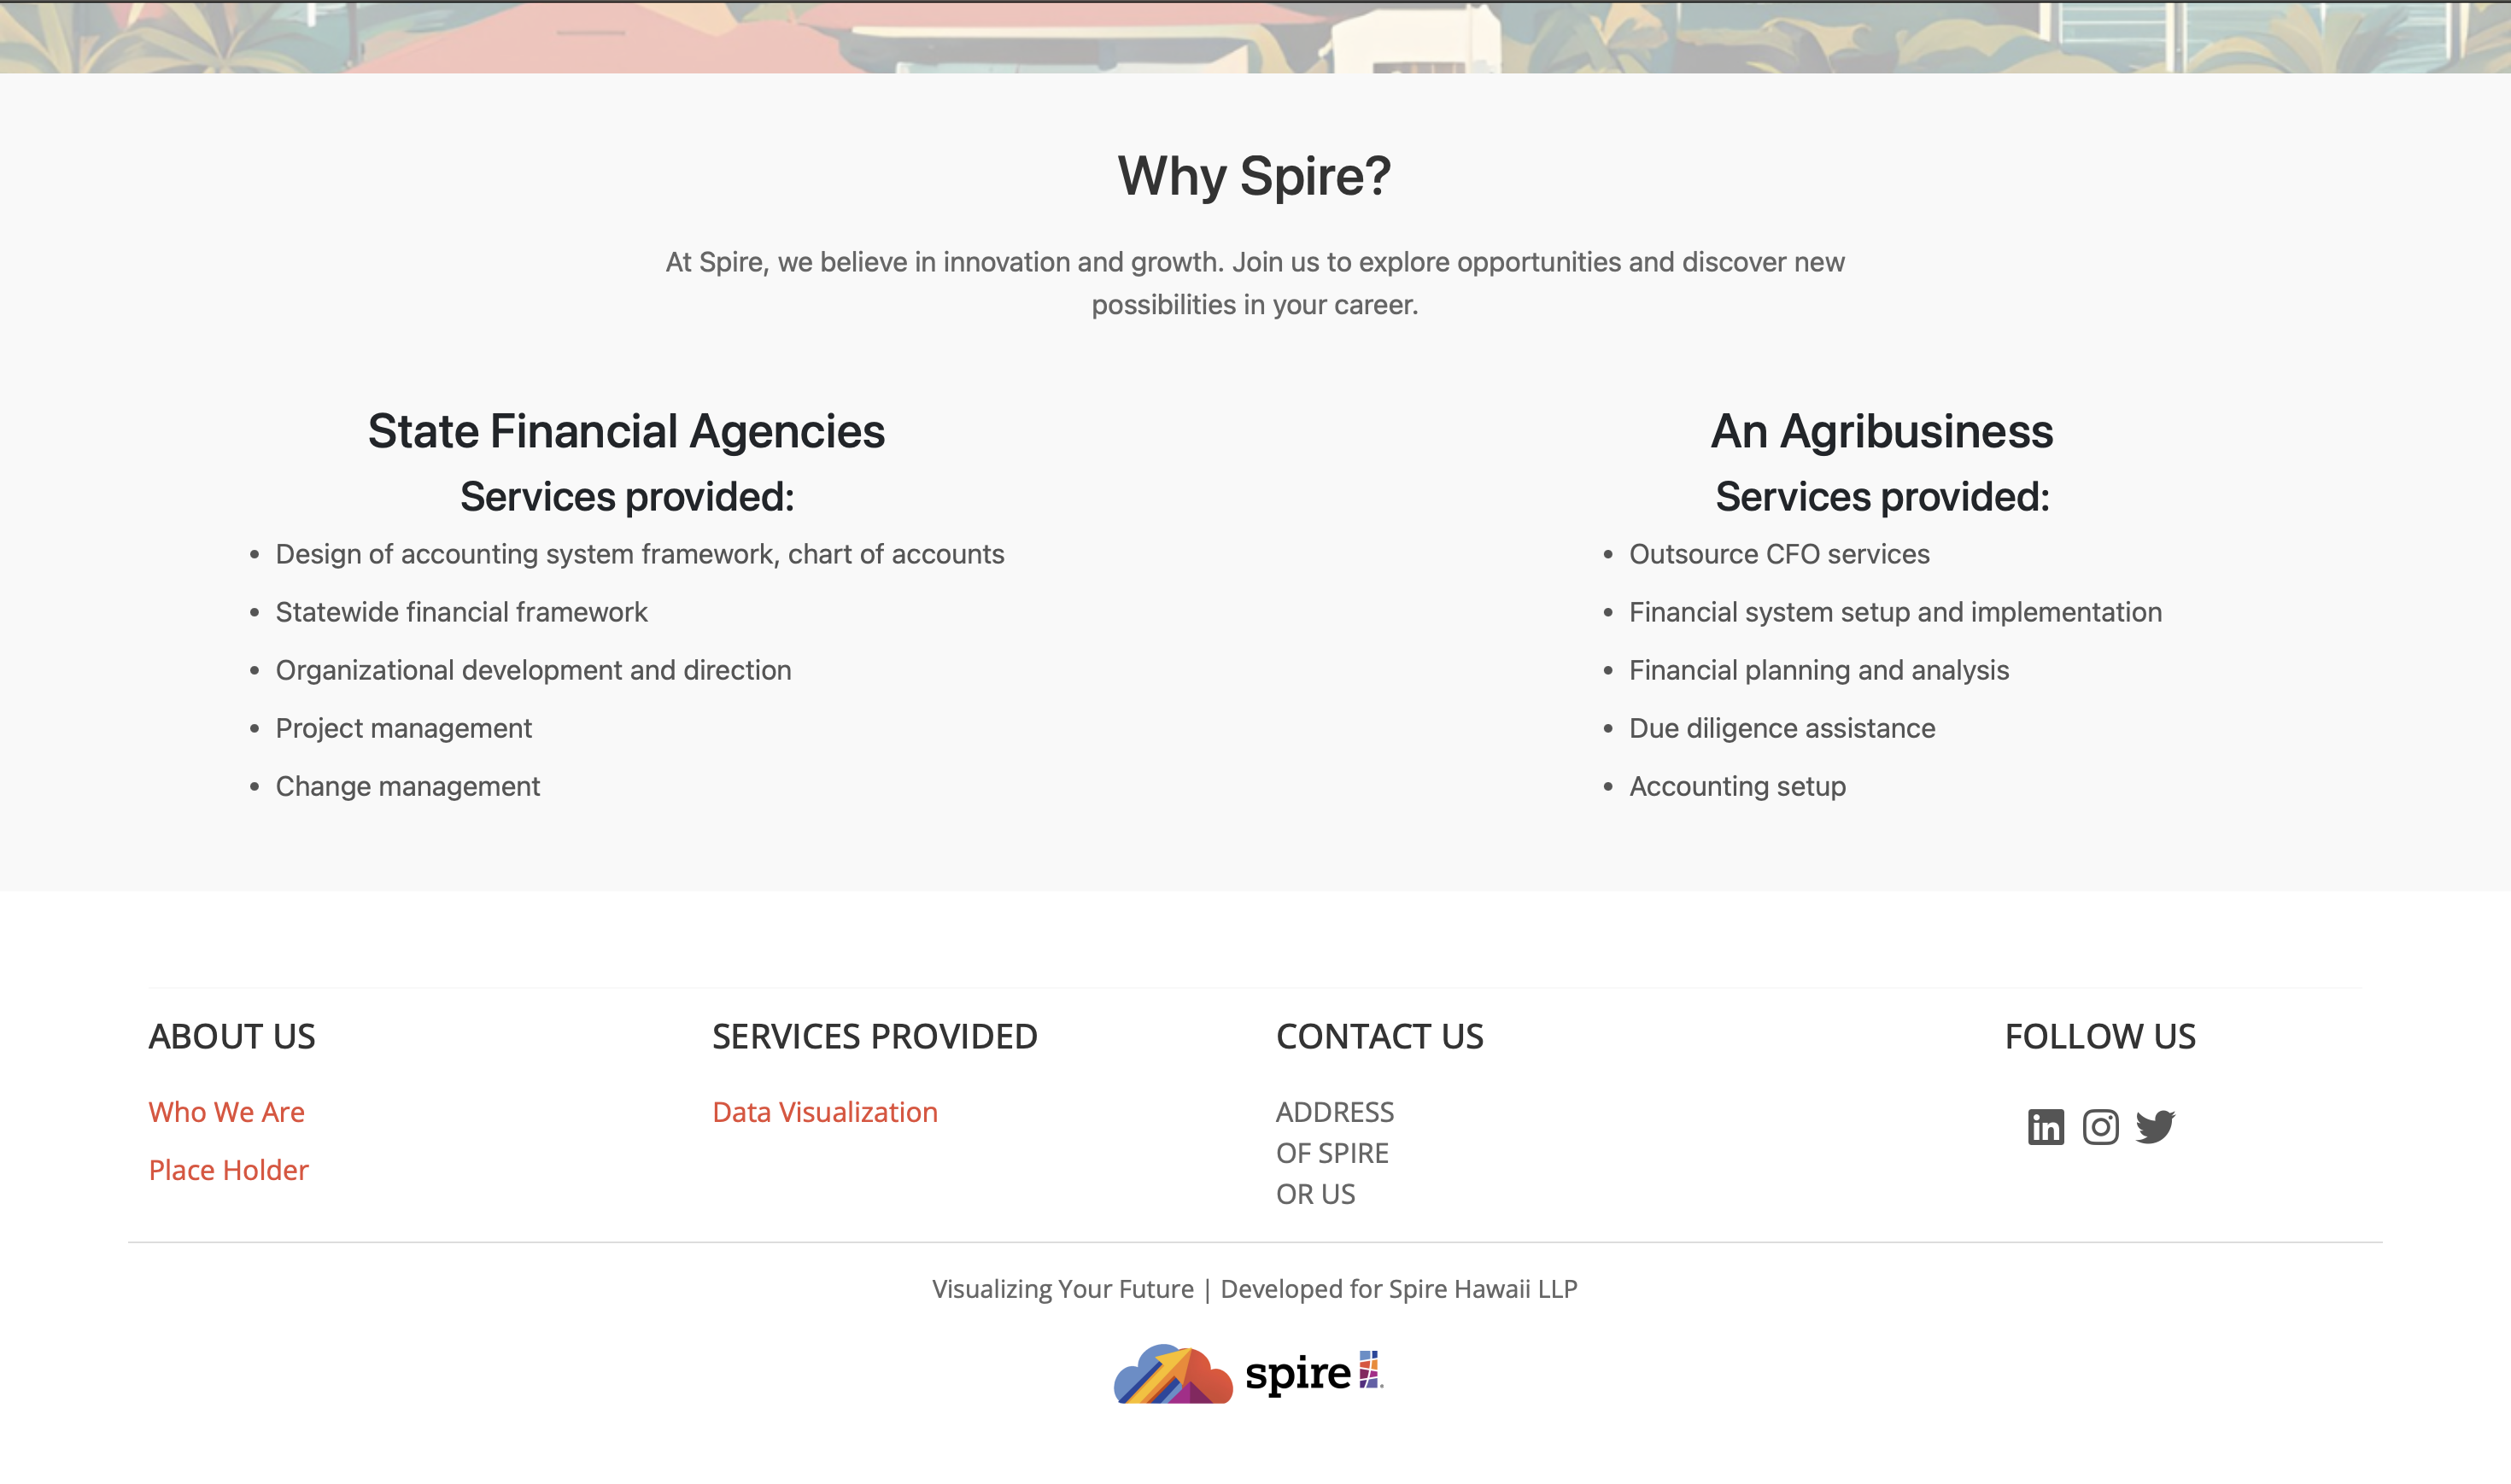 Why Spire?
At Spire, we believe in innovation and growth. Join us to explore opportunities and discover new
possibilities in your career.
State Financial Agencies
Services provided:
• Design of accounting system framework, chart of accounts
• Statewide financial framework
• Organizational development and direction
• Project management
• Change management
An Agribusiness
Services provided:
• Outsource CFO services
• Financial system setup and implementation
• Financial planning and analysis
• Due diligence assistance
• Accounting setup
ABOUT US
Who We Are
Place Holder
SERVICES PROVIDED
Data Visualization
CONTACT US
ADDRESS
OF SPIRE
OR US
FOLLOW US
in
Visualizing Your Future | Developed for Spire Hawaii LLP
spire